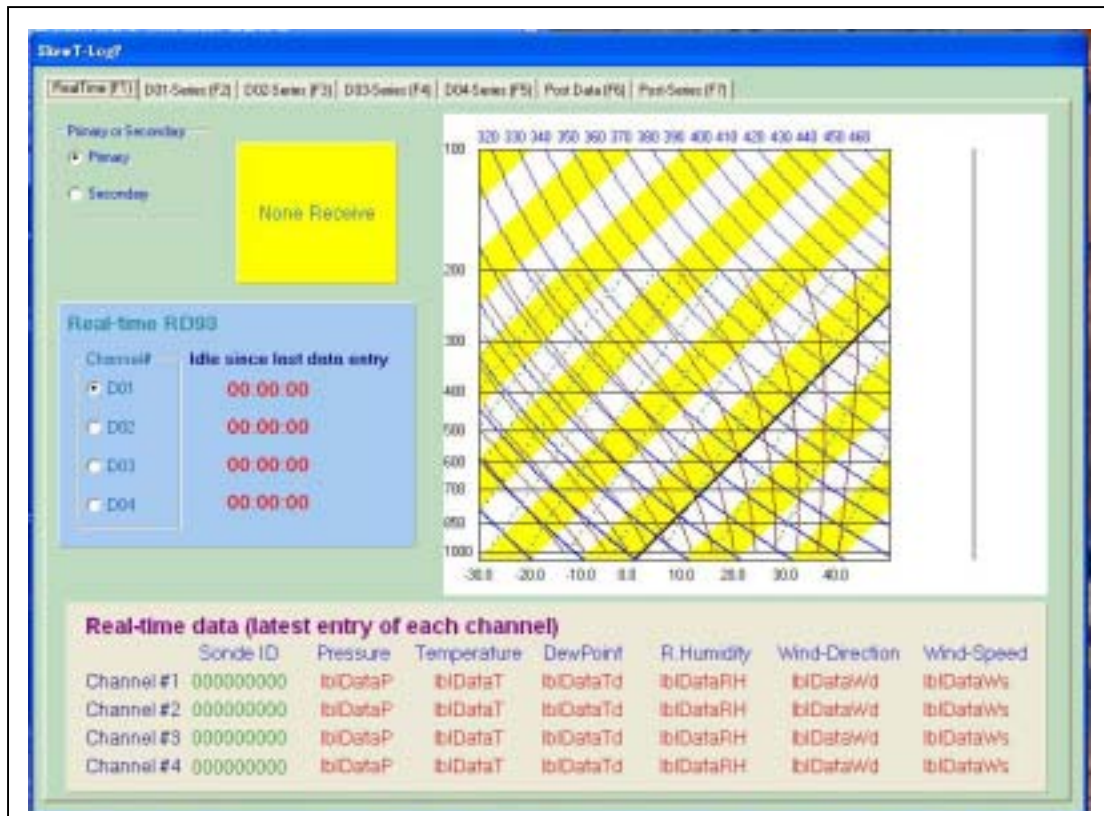 SkewT-LogP
RealTime (F1) D01-Series (F2) D02-Series (F3) D03-Series (F4) D04-Series (F5) Post Data (F6) Post-Series (F7)
Primary or Secondary
Primary
Secondary
None Receive
320 330 340 350 360 370 380 390 400 410 420 430 440 450 460
100
200
300
400
500
600
700
850
1000
-30.0 -20.0 -10.0 0.0 10.0 20.0 30.0 40.0
Real-time RD93
Channel# Idle since last data entry
D01 00:00:00
D02 00:00:00
D03 00:00:00
D04 00:00:00
Real-time data (latest entry of each channel)
Sonde ID Pressure Temperature DewPoint R.Humidity Wind-Direction Wind-Speed
Channel #1 000000000 lblDataP lblDataT lblDataTd lblDataRH lblDataWd lblDataWs
Channel #2 000000000 lblDataP lblDataT lblDataTd lblDataRH lblDataWd lblDataWs
Channel #3 000000000 lblDataP lblDataT lblDataTd lblDataRH lblDataWd lblDataWs
Channel #4 000000000 lblDataP lblDataT lblDataTd lblDataRH lblDataWd lblDataWs